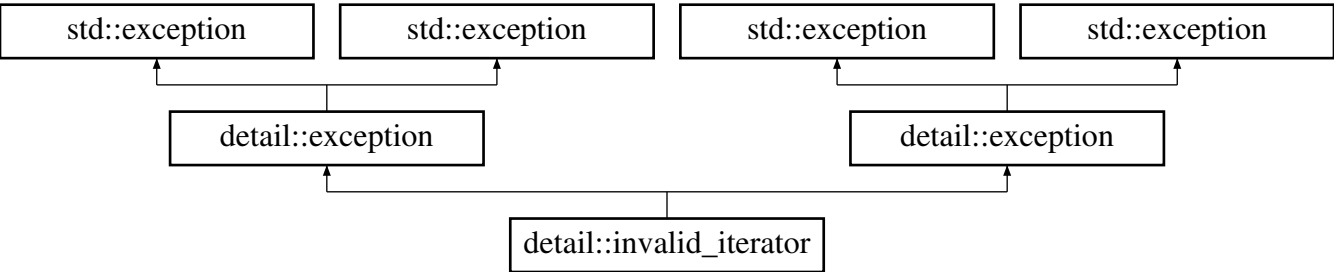 std::exception std::exception std::exception std::exception
detail::exception detail::exception
detail::invalid_iterator